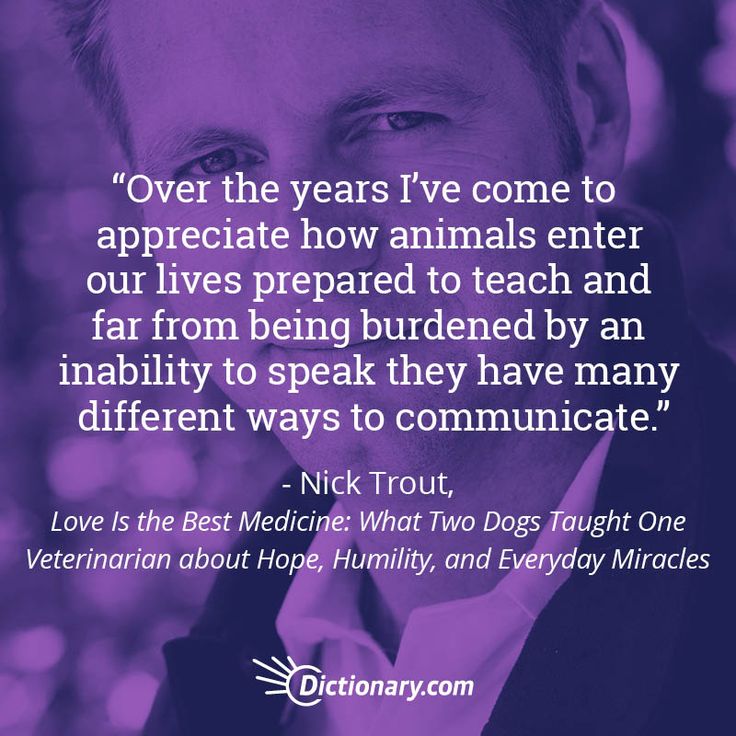 “Over the years I’ve come to
appreciate how animals enter
our lives prepared to teach and
far from being burdened by an
inability to speak they have many
different ways to communicate.”
- Nick Trout,
Love Is the Best Medicine: What Two Dogs Taught One
Veterinarian about Hope, Humility, and Everyday Miracles
Dictionary.com